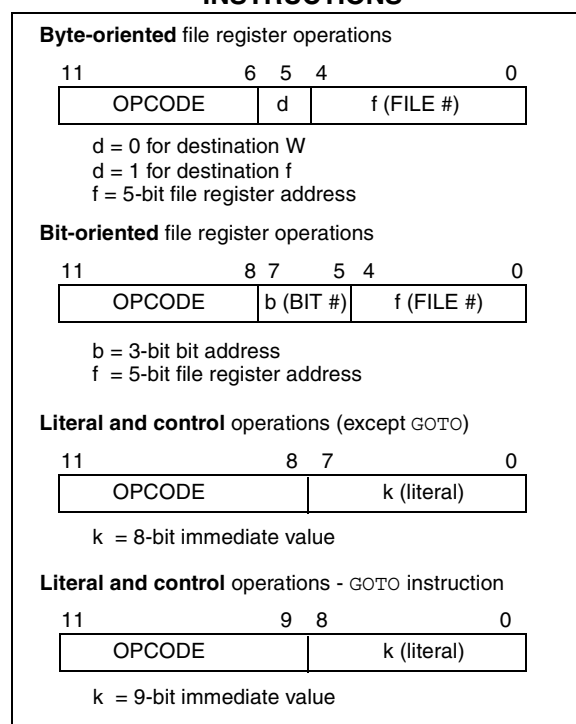 INSTRUCTIONS
Byte-oriented file register operations
11 6 5 4 0
OPCODE d f (FILE #)
d = 0 for destination W
d = 1 for destination f
f = 5-bit file register address
Bit-oriented file register operations
11 8 7 5 4 0
OPCODE b (BIT #) f (FILE #)
b = 3-bit bit address
f = 5-bit file register address
Literal and control operations (except GOTO)
11 8 7 0
OPCODE k (literal)
k = 8-bit immediate value
Literal and control operations - GOTO instruction
11 9 8 0
OPCODE k (literal)
k = 9-bit immediate value